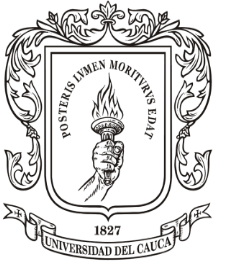 POSTERIS LVMEN MORITVRVS EDAT
1827
UNIVERSIDAD DEL CAUCA